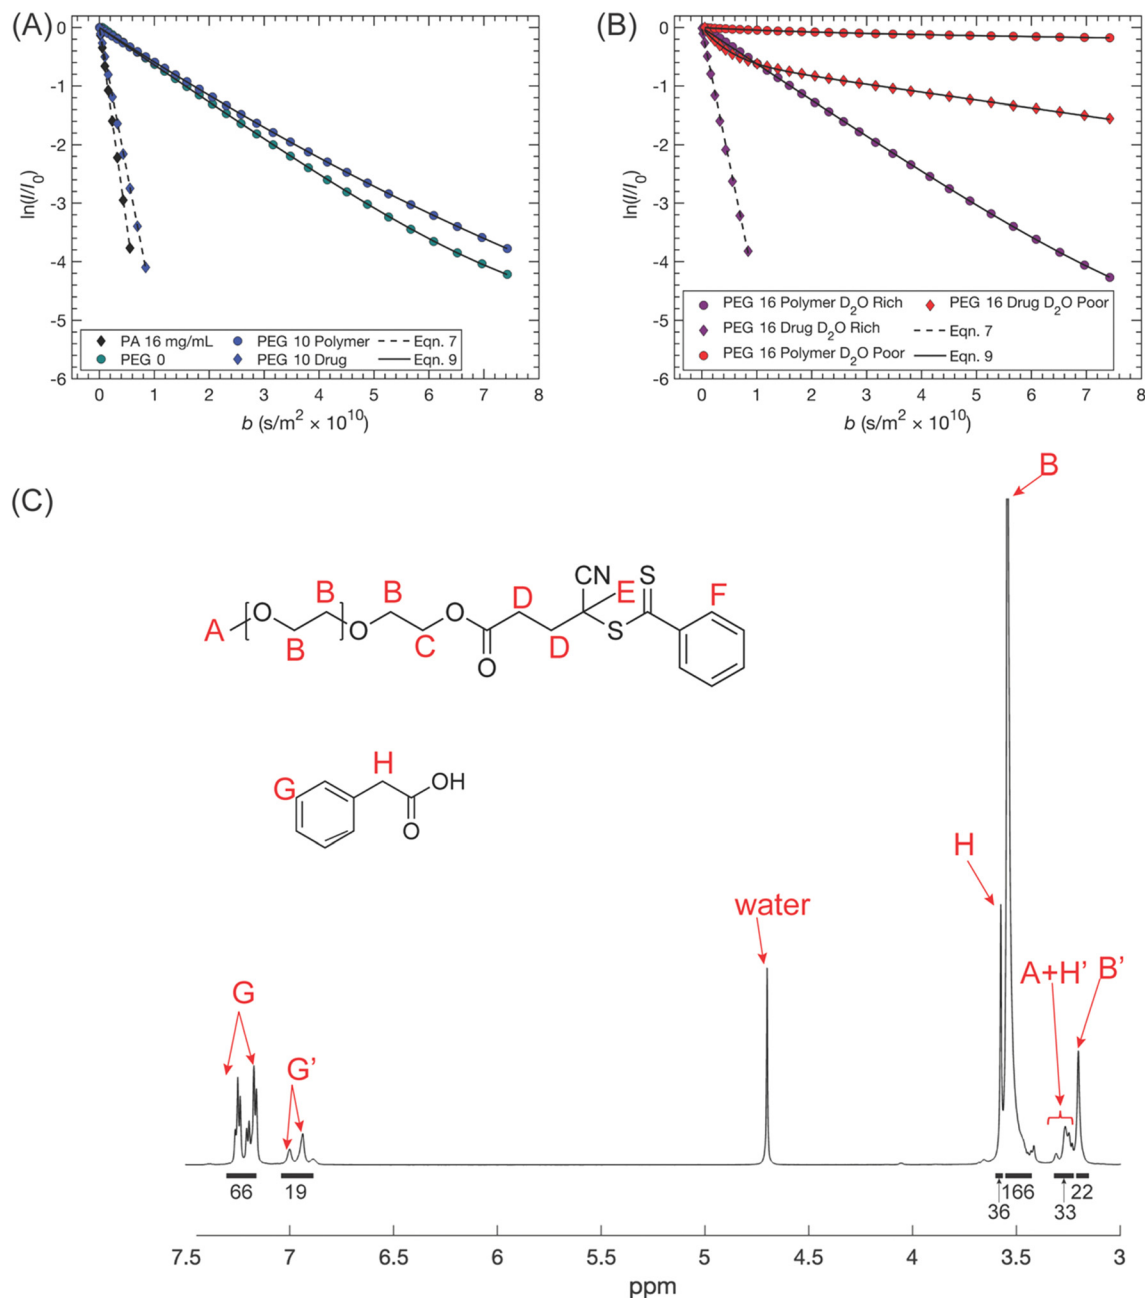 (A)
0
-1
-2
-3
-4
-5
-6
ln(I/I0)
PA 16 mg/mL
PEG 0
PEG 10 Polymer
PEG 10 Drug
Eqn. 7
Eqn. 9
0 1 2 3 4 5 6 7 8
b (s/m² × 10¹⁰)
(B)
0
-1
-2
-3
-4
-5
-6
ln(I/I0)
PEG 16 Polymer D2O Rich
PEG 16 Drug D2O Rich
PEG 16 Polymer D2O Poor
PEG 16 Drug D2O Poor
Eqn. 7
Eqn. 9
0 1 2 3 4 5 6 7 8
b (s/m² × 10¹⁰)
(C)
B
CN S
B B D E F
O O O S
A B C O D
H
G OH
O
H
water
A+H’
B’
G
G’
66 19 36 166 33 22
7.5 7 6.5 6 5.5 5 4.5 4 3.5 3
ppm